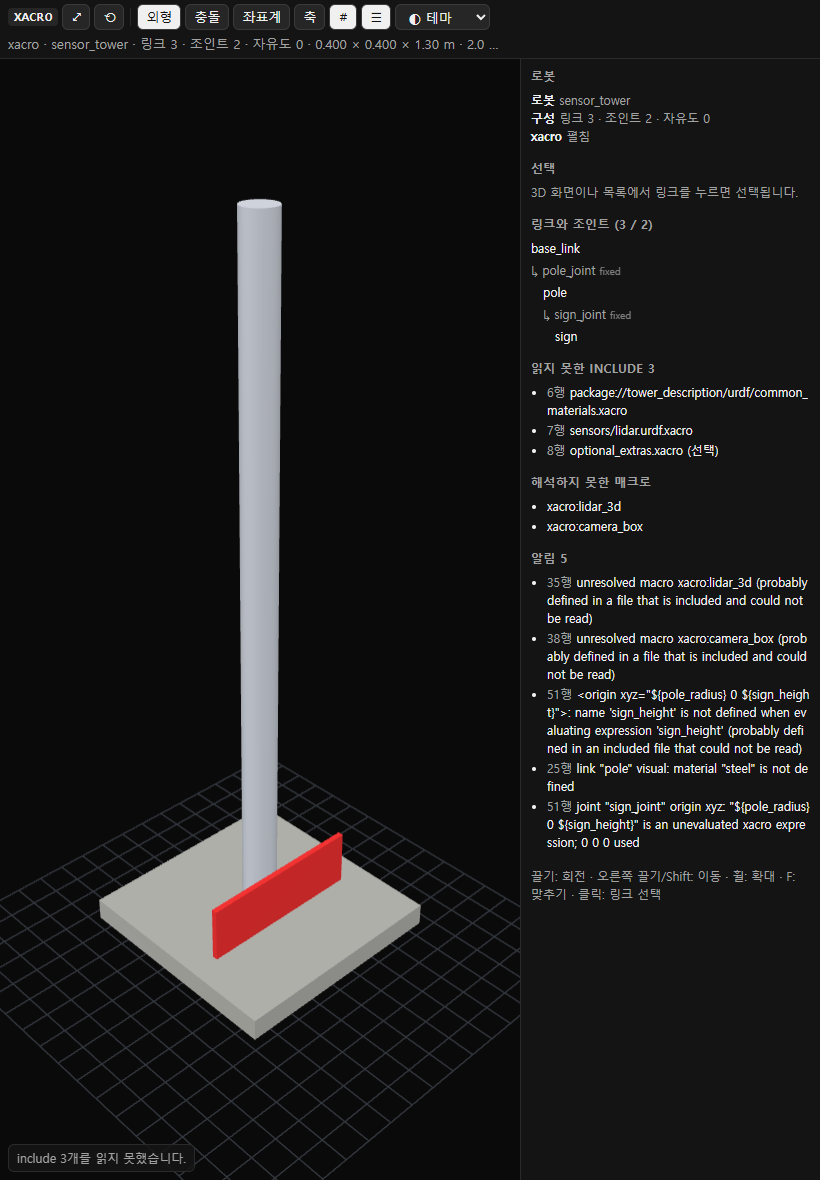 XACRO 외형 충돌 좌표계 축 # ☰ 테마
xacro · sensor_tower · 링크 3 · 조인트 2 · 자유도 0 · 0.400 × 0.400 × 1.30 m · 2.0 ...
로봇
로봇 sensor_tower
구성 링크 3 · 조인트 2 · 자유도 0
xacro 펼침
선택
3D 화면이나 목록에서 링크를 누르면 선택됩니다.
링크와 조인트 (3 / 2)
base_link
↳ pole_joint fixed
pole
↳ sign_joint fixed
sign
읽지 못한 INCLUDE 3
• 6행 package://tower_description/urdf/common_
materials.xacro
• 7행 sensors/lidar.urdf.xacro
• 8행 optional_extras.xacro (선택)
해석하지 못한 매크로
• xacro:lidar_3d
• xacro:camera_box
알림 5
• 35행 unresolved macro xacro:lidar_3d (probably
defined in a file that is included and could not
be read)
• 38행 unresolved macro xacro:camera_box (prob
ably defined in a file that is included and could
not be read)
• 51행 <origin xyz="${pole_radius} 0 ${sign_heigh
t}">: name 'sign_height' is not defined when ev
aluating expression 'sign_height' (probably defi
ned in an included file that could not be read)
• 25행 link "pole" visual: material "steel" is not de
fined
• 51행 joint "sign_joint" origin xyz: "${pole_radius}
0 ${sign_height}" is an unevaluated xacro expre
ssion; 0 0 0 used
끌기: 회전 · 오른쪽 끌기/Shift: 이동 · 휠: 확대 · F:
맞추기 · 클릭: 링크 선택
include 3개를 읽지 못했습니다.